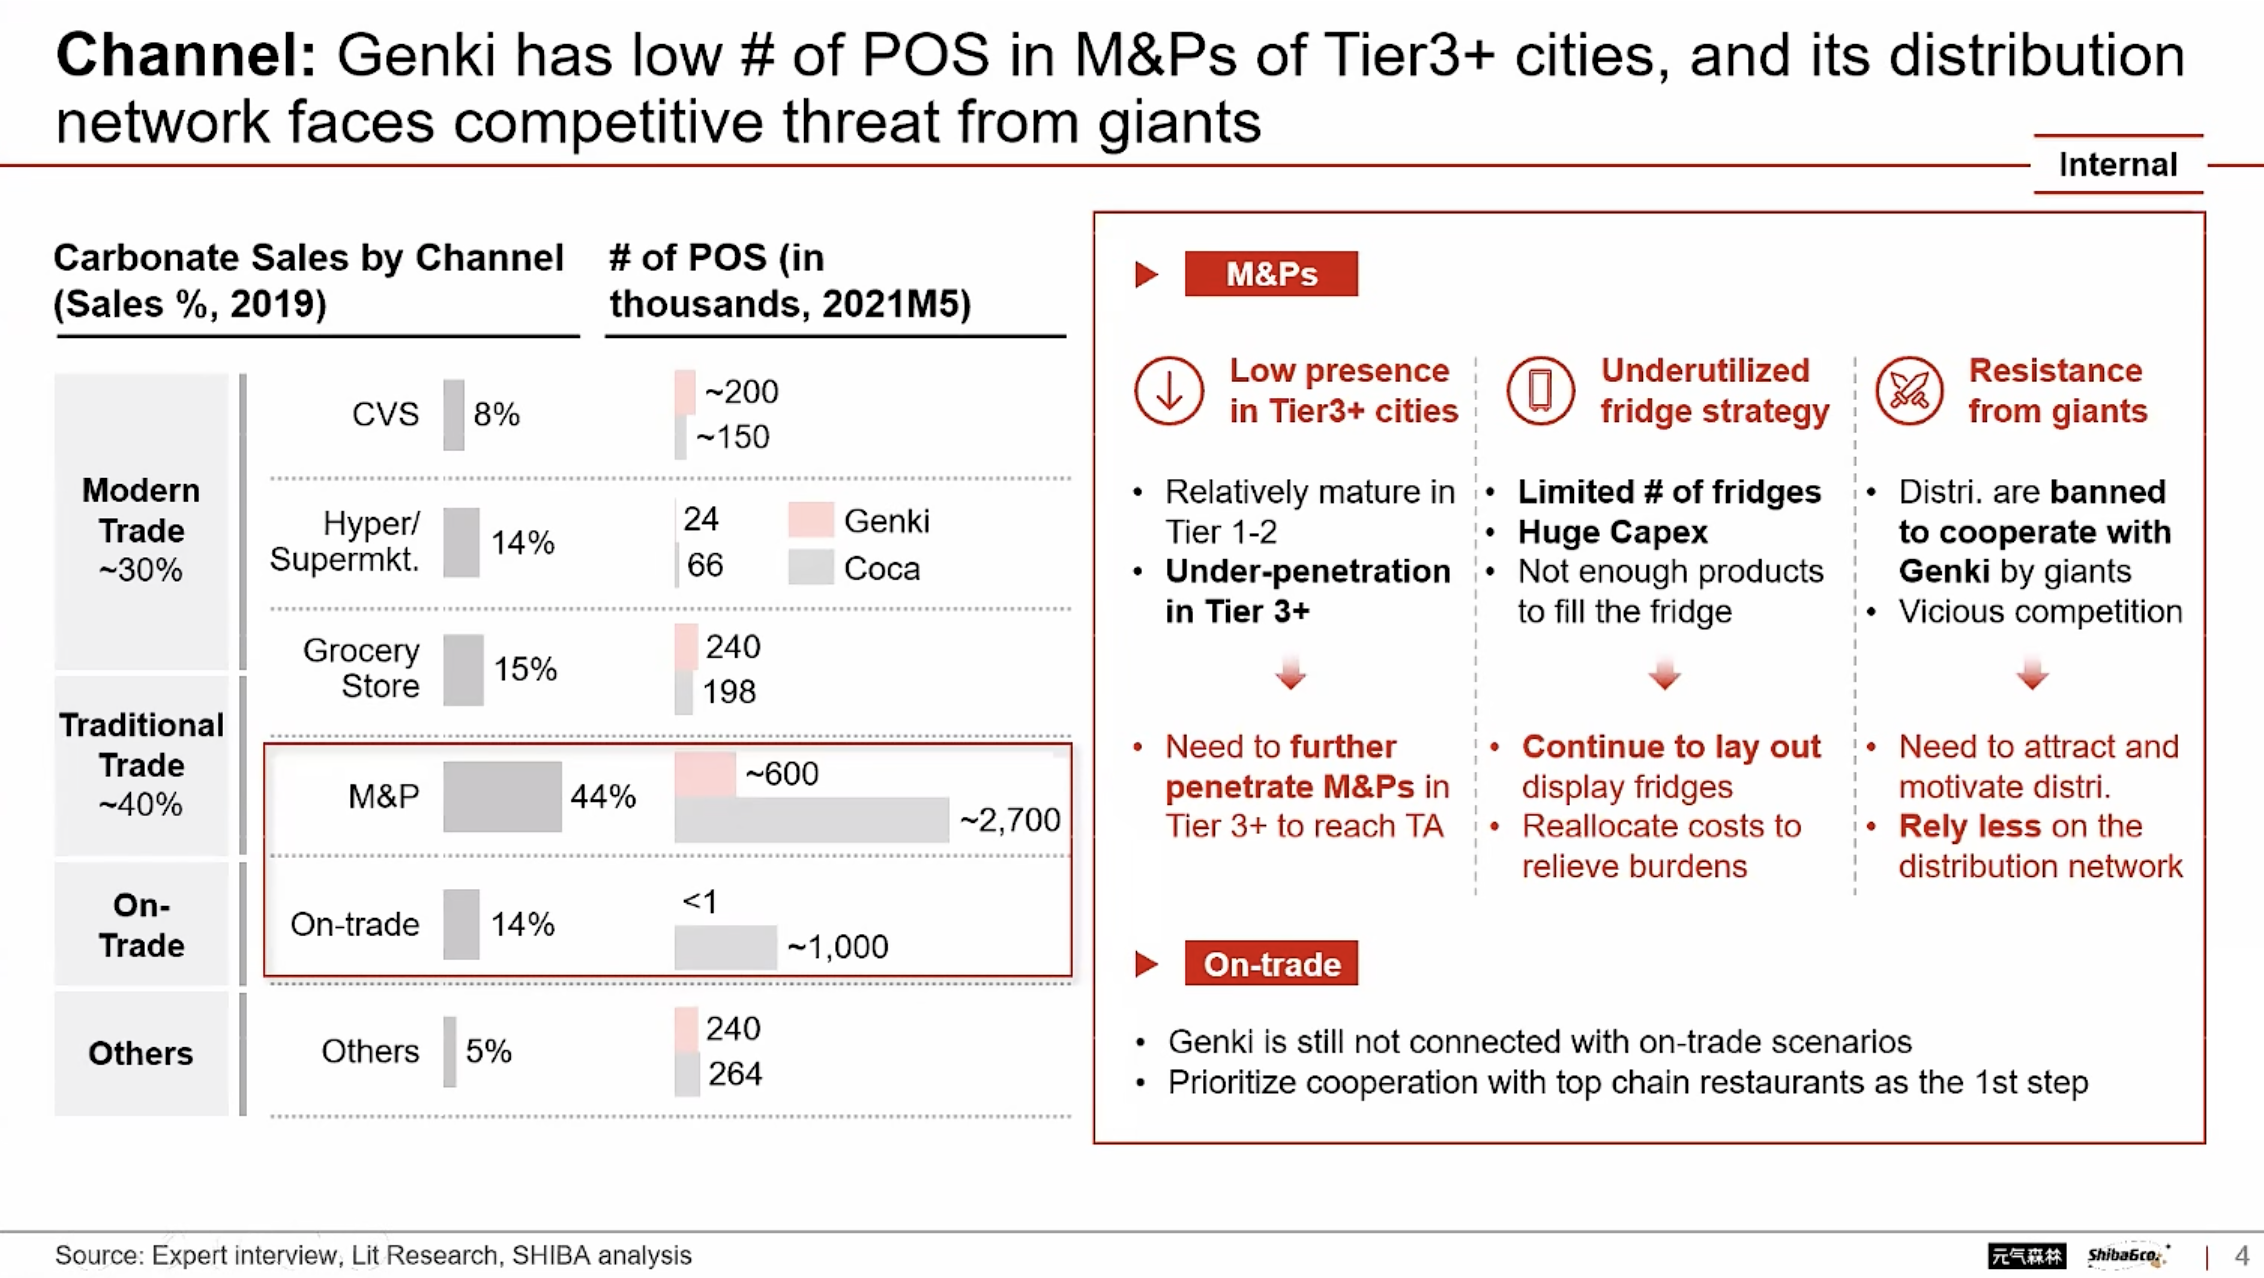 Channel: Genki has low # of POS in M&Ps of Tier3+ cities, and its distribution
network faces competitive threat from giants
Internal
Carbonate Sales by Channel
(Sales %, 2019)
# of POS (in
thousands, 2021M5)
Modern
Trade
~30%
Traditional
Trade
~40%
On-
Trade
Others
CVS
8%
~200
~150
Hyper/
Supermkt.
14%
24
66
Genki
Coca
Grocery
Store
15%
240
198
M&P
44%
~600
~2,700
On-trade
14%
<1
~1,000
Others
5%
240
264
M&Ps
Low presence
in Tier3+ cities
• Relatively mature in
Tier 1-2
• Under-penetration
in Tier 3+
• Need to further
penetrate M&Ps in
Tier 3+ to reach TA
Underutilized
fridge strategy
• Limited # of fridges
• Huge Capex
• Not enough products
to fill the fridge
• Continue to lay out
display fridges
• Reallocate costs to
relieve burdens
Resistance
from giants
• Distri. are banned
to cooperate with
Genki by giants
• Vicious competition
• Need to attract and
motivate distri.
• Rely less on the
distribution network
On-trade
• Genki is still not connected with on-trade scenarios
• Prioritize cooperation with top chain restaurants as the 1st step
Source: Expert interview, Lit Research, SHIBA analysis
元气森林
Shiba&co.
4